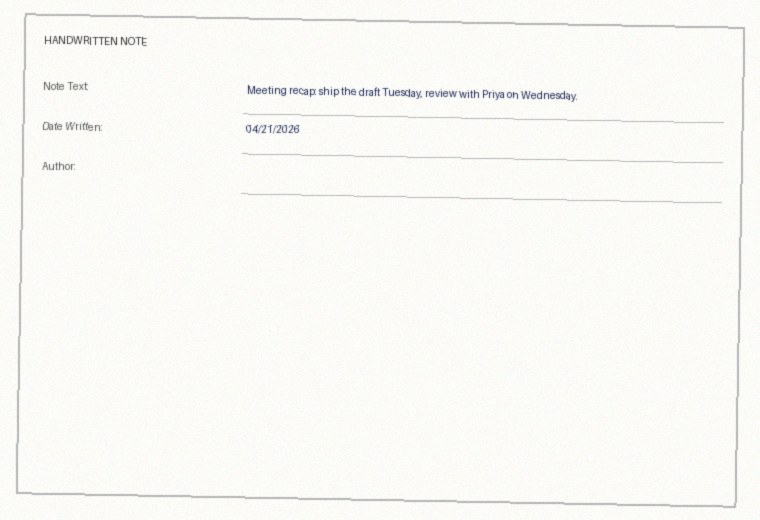 HANDWRITTEN NOTE
Note Text: Meeting recap: ship the draft Tuesday, review with Priya on Wednesday.
Date Written: 04/21/2026
Author: